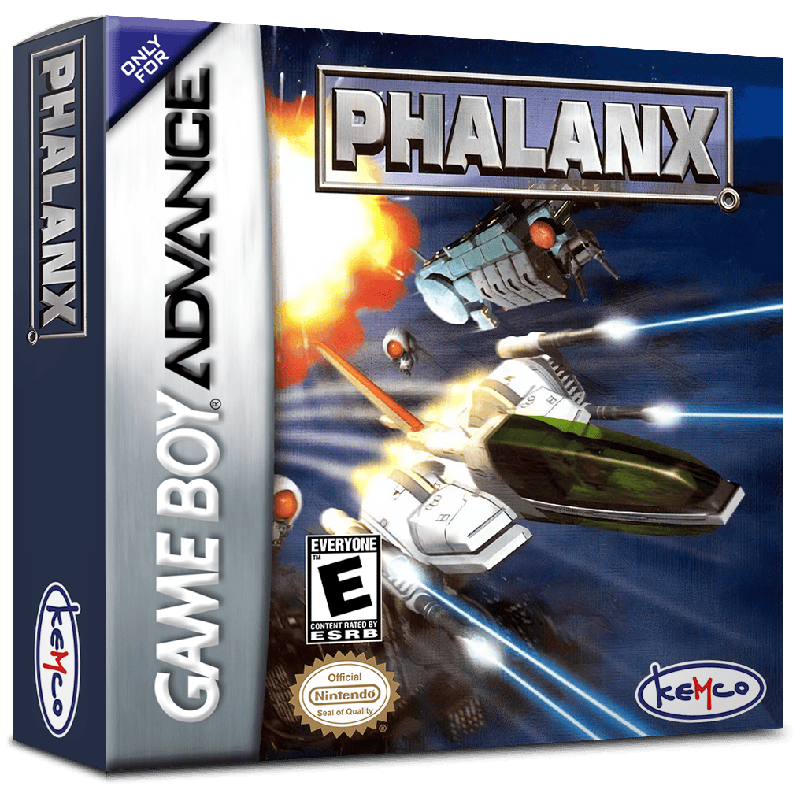 PHALANX
KEMCO
ONLY
FOR
GAME BOY ADVANCE
®
PHALANX
EVERYONE
E
™
CONTENT RATED BY
ESRB
Official
Nintendo
Seal of Quality
®
KEMCO